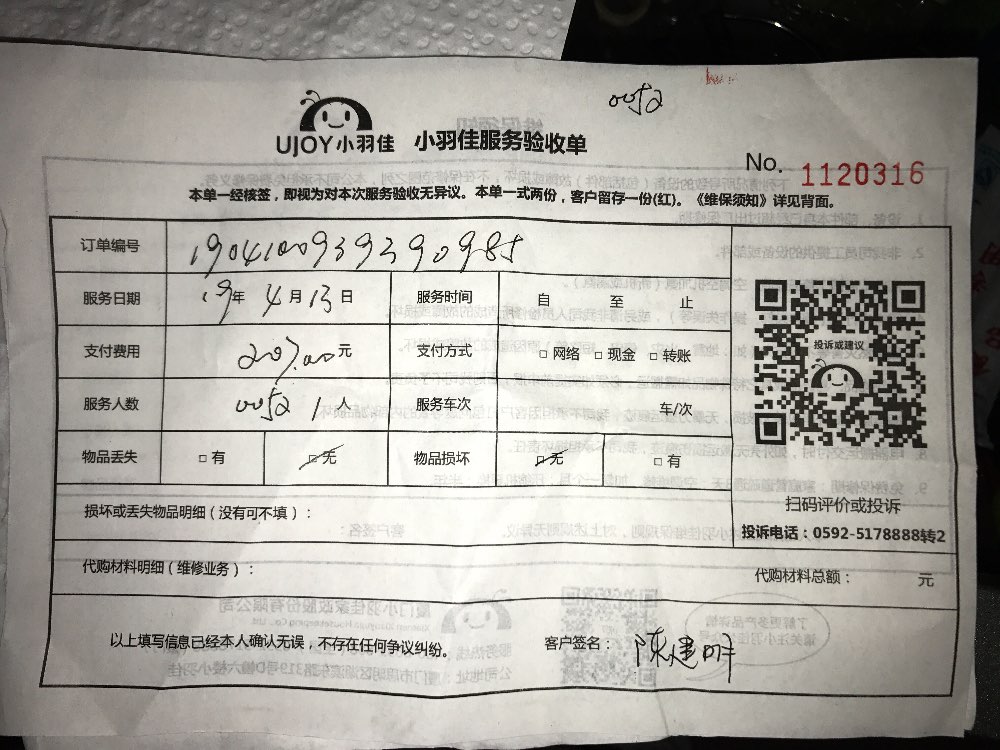 0052
UJOY小羽佳 小羽佳服务验收单
No. 1120316
本单一经核签，即视为对本次服务验收无异议。本单一式两份，客户留存一份(红)。《维保须知》详见背面。
订单编号 1904100939390985
服务日期 19年 4月13日 服务时间 自 至 止
支付费用 207.00元 支付方式 □网络 □现金 □转账
服务人数 0052 1人 服务车次 车/次
物品丢失 □有 □无 物品损坏 □无 □有
投诉或建议
扫码评价或投诉
投诉电话：0592-5178888转2
损坏或丢失物品明细（没有可不填）：
代购材料明细（维修业务）： 代购材料总额： 元
以上填写信息已经本人确认无误，不存在任何争议纠纷。 客户签名：陈建明